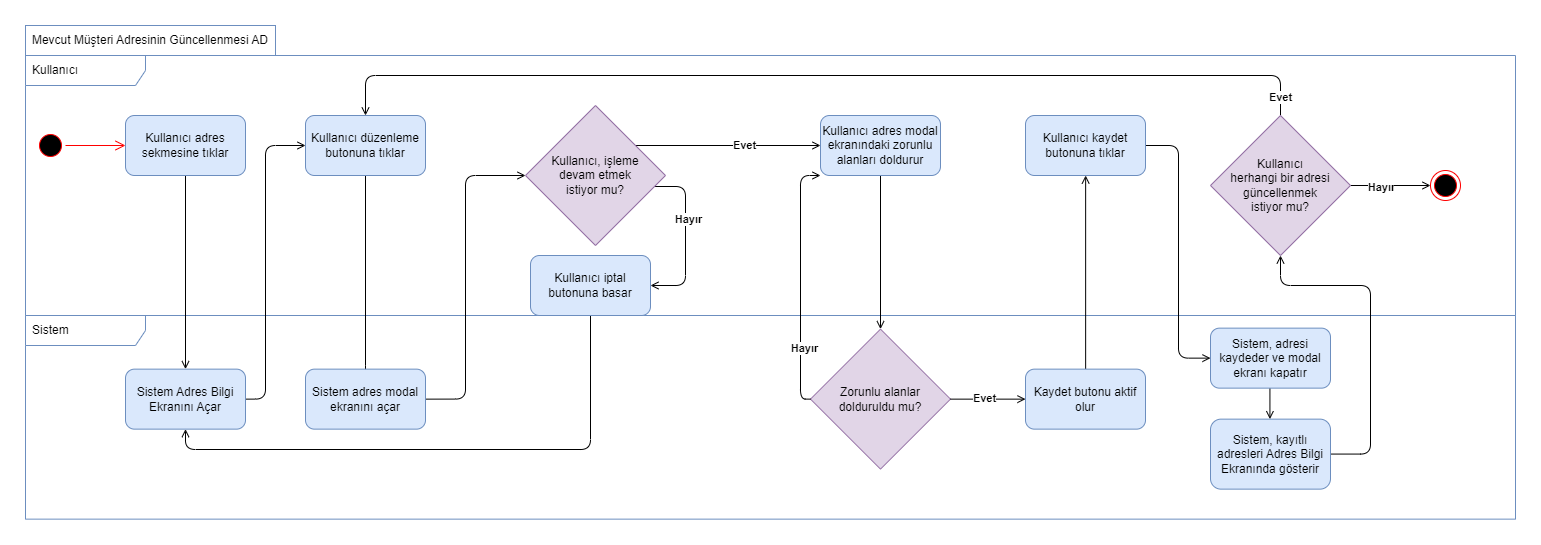 Mevcut Müşteri Adresinin Güncellenmesi AD
Kullanıcı
Evet
Kullanıcı adres
sekmesine tıklar
Kullanıcı düzenleme
butonuna tıklar
Kullanıcı, işleme
devam etmek
istiyor mu?
Evet
Hayır
Kullanıcı iptal
butonuna basar
Kullanıcı adres modal
ekranındaki zorunlu
alanları doldurur
Kullanıcı kaydet
butonuna tıklar
Kullanıcı
herhangi bir adresi
güncellenmek
istiyor mu?
Hayır
Sistem
Sistem Adres Bilgi
Ekranını Açar
Sistem adres modal
ekranını açar
Hayır
Zorunlu alanlar
dolduruldu mu?
Evet
Kaydet butonu aktif
olur
Sistem, adresi
kaydeder ve modal
ekranı kapatır
Sistem, kayıtlı
adresleri Adres Bilgi
Ekranında gösterir